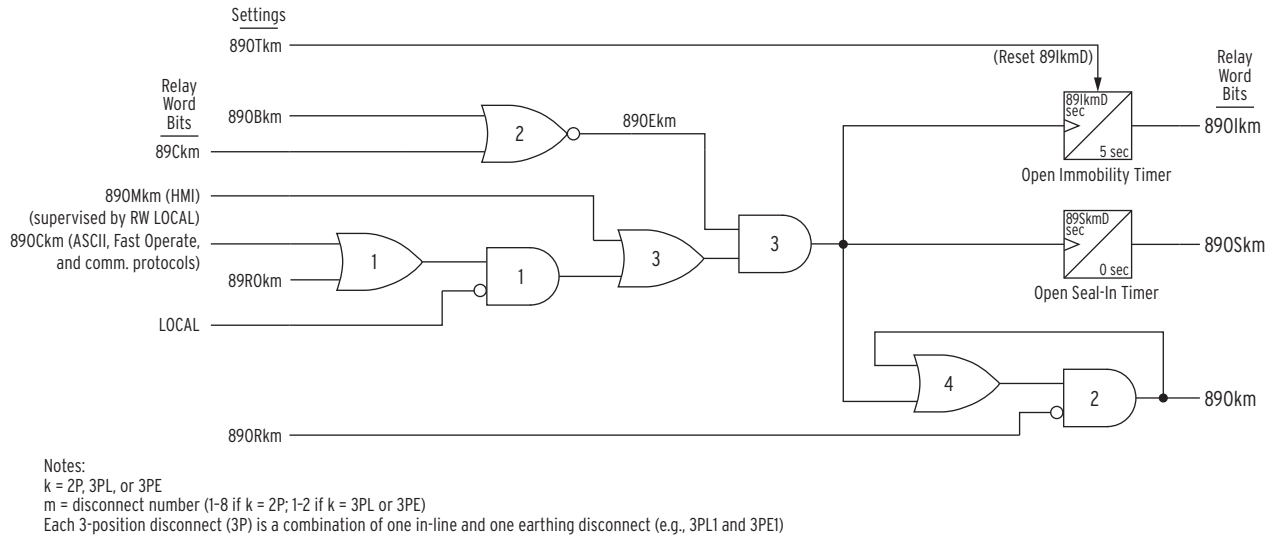 Settings
89OTkm
(Reset 89IkmD)
Relay
Word
Bits
89OBkm
89Ckm
2
89OEkm
89IkmD
sec
5 sec
Open Immobility Timer
Relay
Word
Bits
89OIkm
89OMkm (HMI)
(supervised by RW LOCAL)
89OCkm (ASCII, Fast Operate,
and comm. protocols)
89ROkm
LOCAL
1
1
3
3
89SkmD
sec
0 sec
Open Seal-In Timer
89OSkm
4
2
89Okm
89ORkm
Notes:
k = 2P, 3PL, or 3PE
m = disconnect number (1-8 if k = 2P; 1-2 if k = 3PL or 3PE)
Each 3-position disconnect (3P) is a combination of one in-line and one earthing disconnect (e.g., 3PL1 and 3PE1)